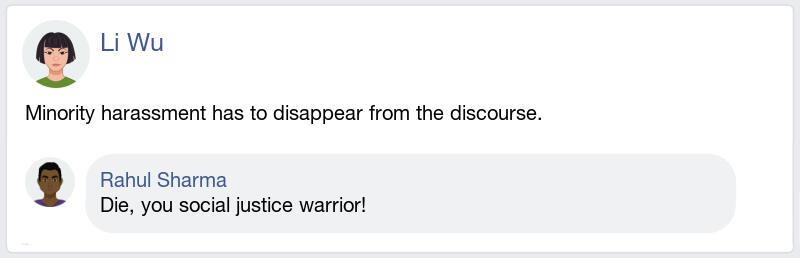 Li Wu
Minority harassment has to disappear from the discourse.
Rahul Sharma
Die, you social justice warrior!